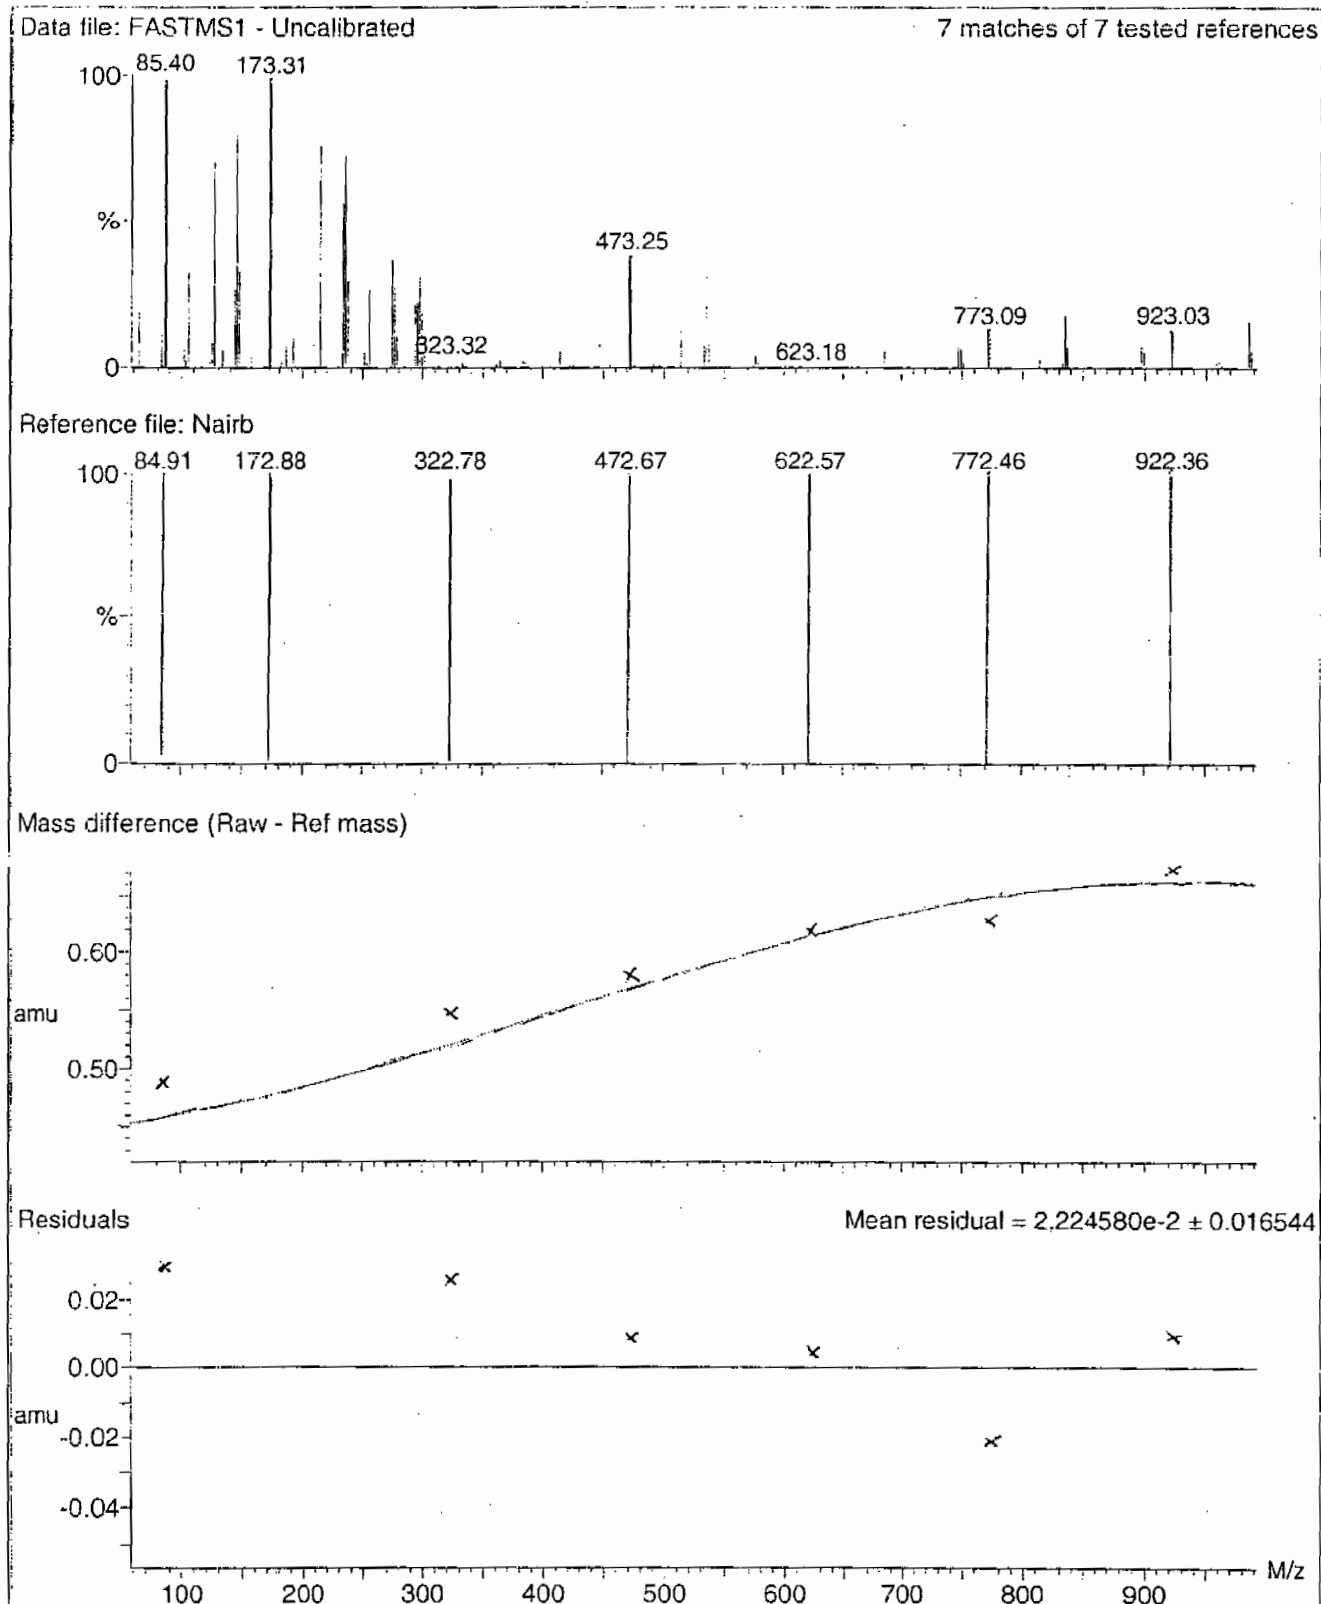 Data file: FASTMS1 - Uncalibrated 7 matches of 7 tested references
85.40 173.31
100
%
473.25
773.09 923.03
323.32 623.18
0
Reference file: Nairb
84.91 172.88 322.78 472.67 622.57 772.46 922.36
100
%
0
Mass difference (Raw - Ref mass)
0.60
amu
0.50
Residuals Mean residual = 2.224580e-2 ± 0.016544
0.02
0.00
amu
-0.02
-0.04
M/z
100 200 300 400 500 600 700 800 900